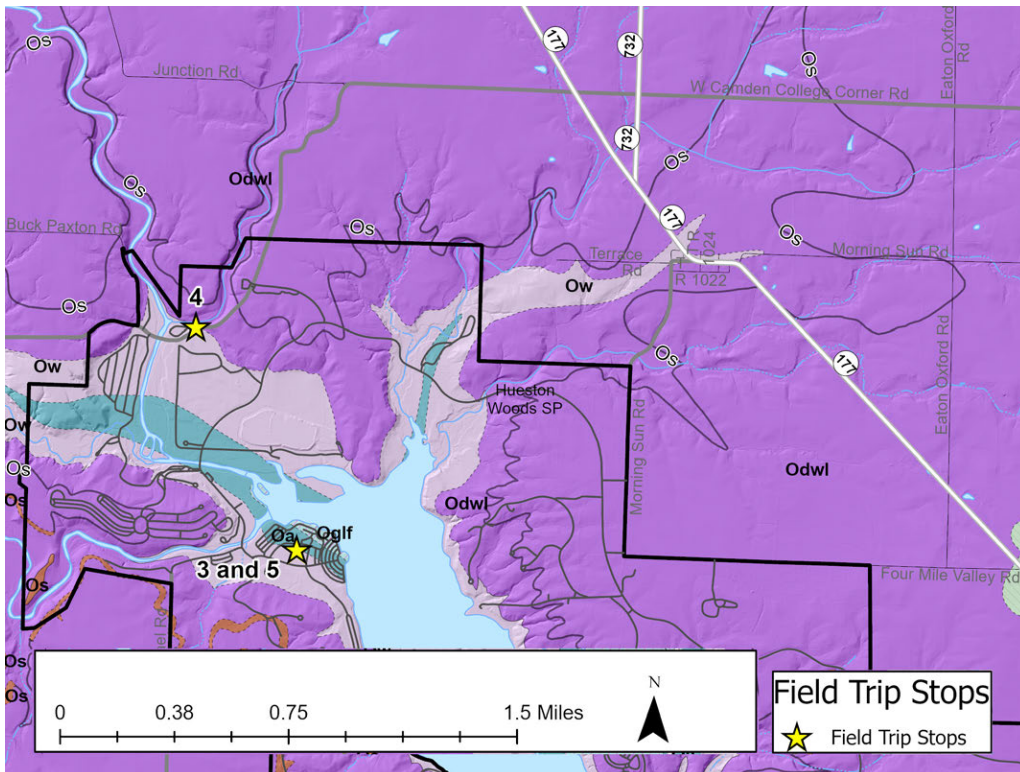 Os
177
732
Eaton Oxford Rd
Junction Rd
Os
W Camden College Corner Rd
732
Os
Os
Odwl
Os
177
Buck Paxton Rd
Os
Terrace Rd
T R 1024
Morning Sun Rd
R 1022
Ow
Os
4
Os
Eaton Oxford Rd
177
Ow
Hueston Woods SP
Morning Sun Rd
Ow
Os
Odwl
Os
Odwl
Oa
Oglf
3 and 5
Four Mile Valley Rd
Os
Os
Os
N
0
0.38
0.75
1.5 Miles
Field Trip Stops
Field Trip Stops